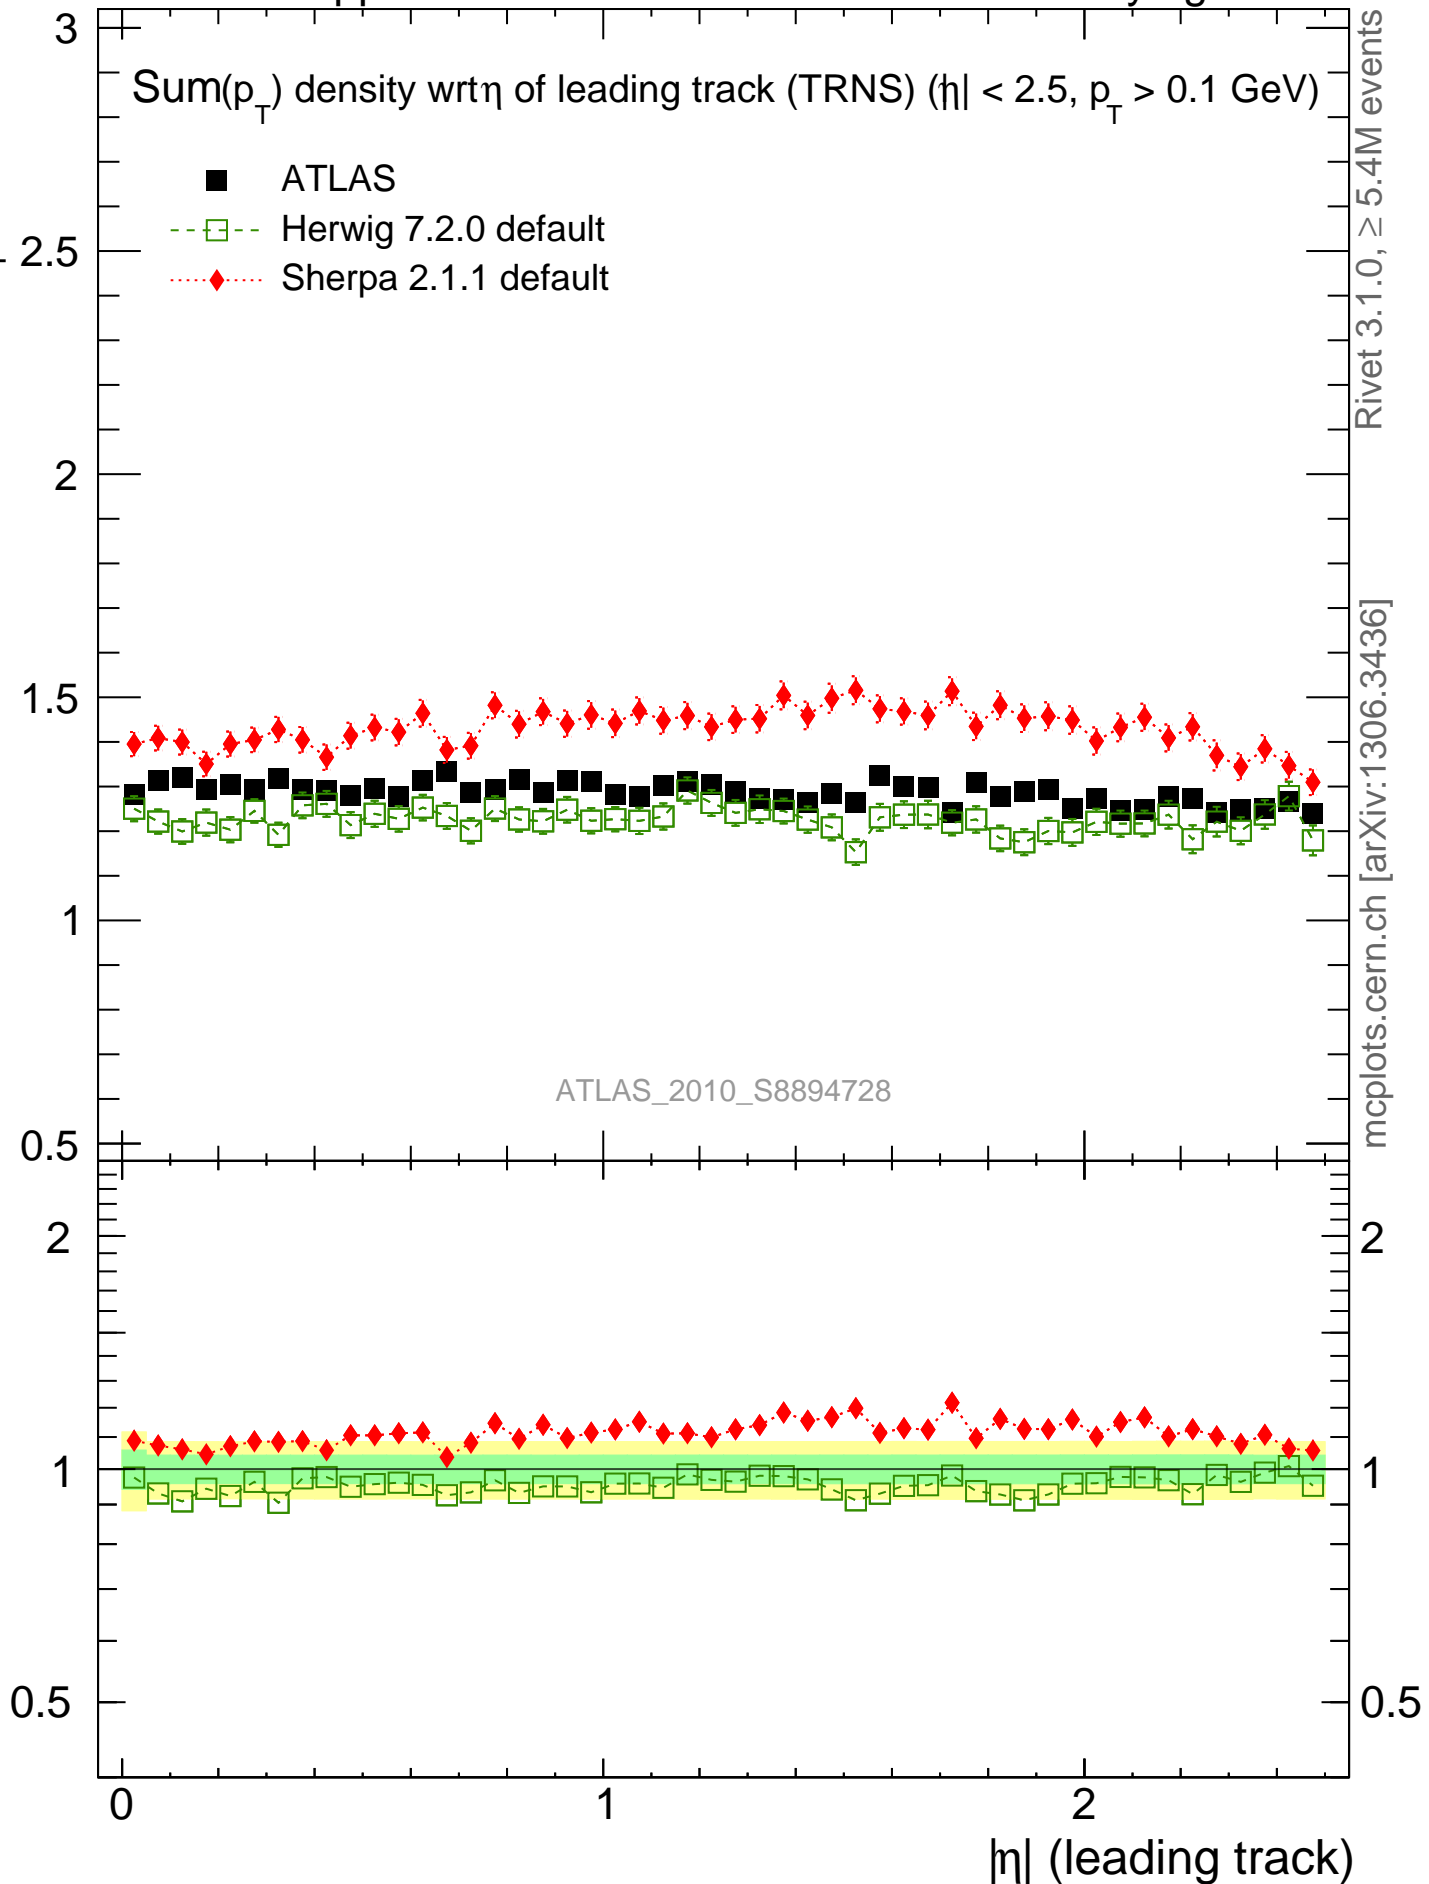 3
Sum(p_T) density wrt η of leading track (TRNS) (|η| < 2.5, p_T > 0.1 GeV)
ATLAS
Herwig 7.2.0 default
Sherpa 2.1.1 default
2.5
2
1.5
1
0.5
ATLAS_2010_S8894728
Rivet 3.1.0, ≥ 5.4M events
mcplots.cern.ch [arXiv:1306.3436]
2
2
1
1
0.5
0.5
0
1
2
|η| (leading track)